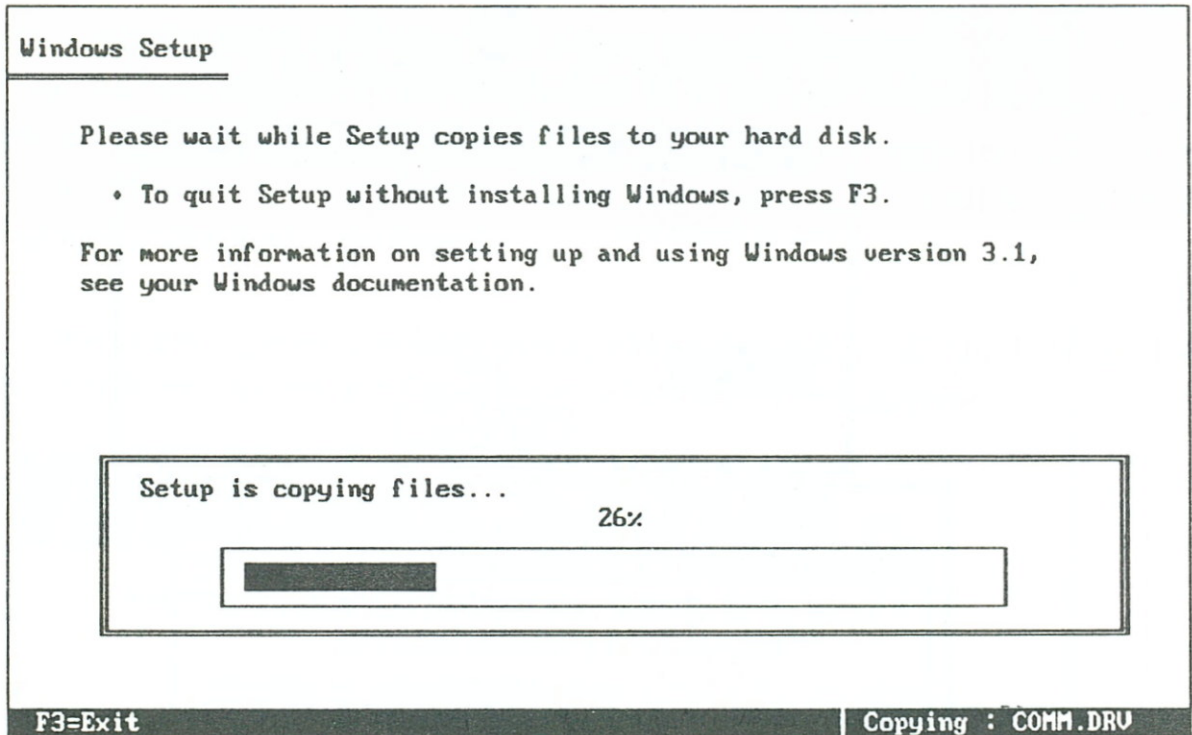 Windows Setup
Please wait while Setup copies files to your hard disk.
• To quit Setup without installing Windows, press F3.
For more information on setting up and using Windows version 3.1,
see your Windows documentation.
Setup is copying files...
26%
F3=Exit | Copying : COMM.DRV